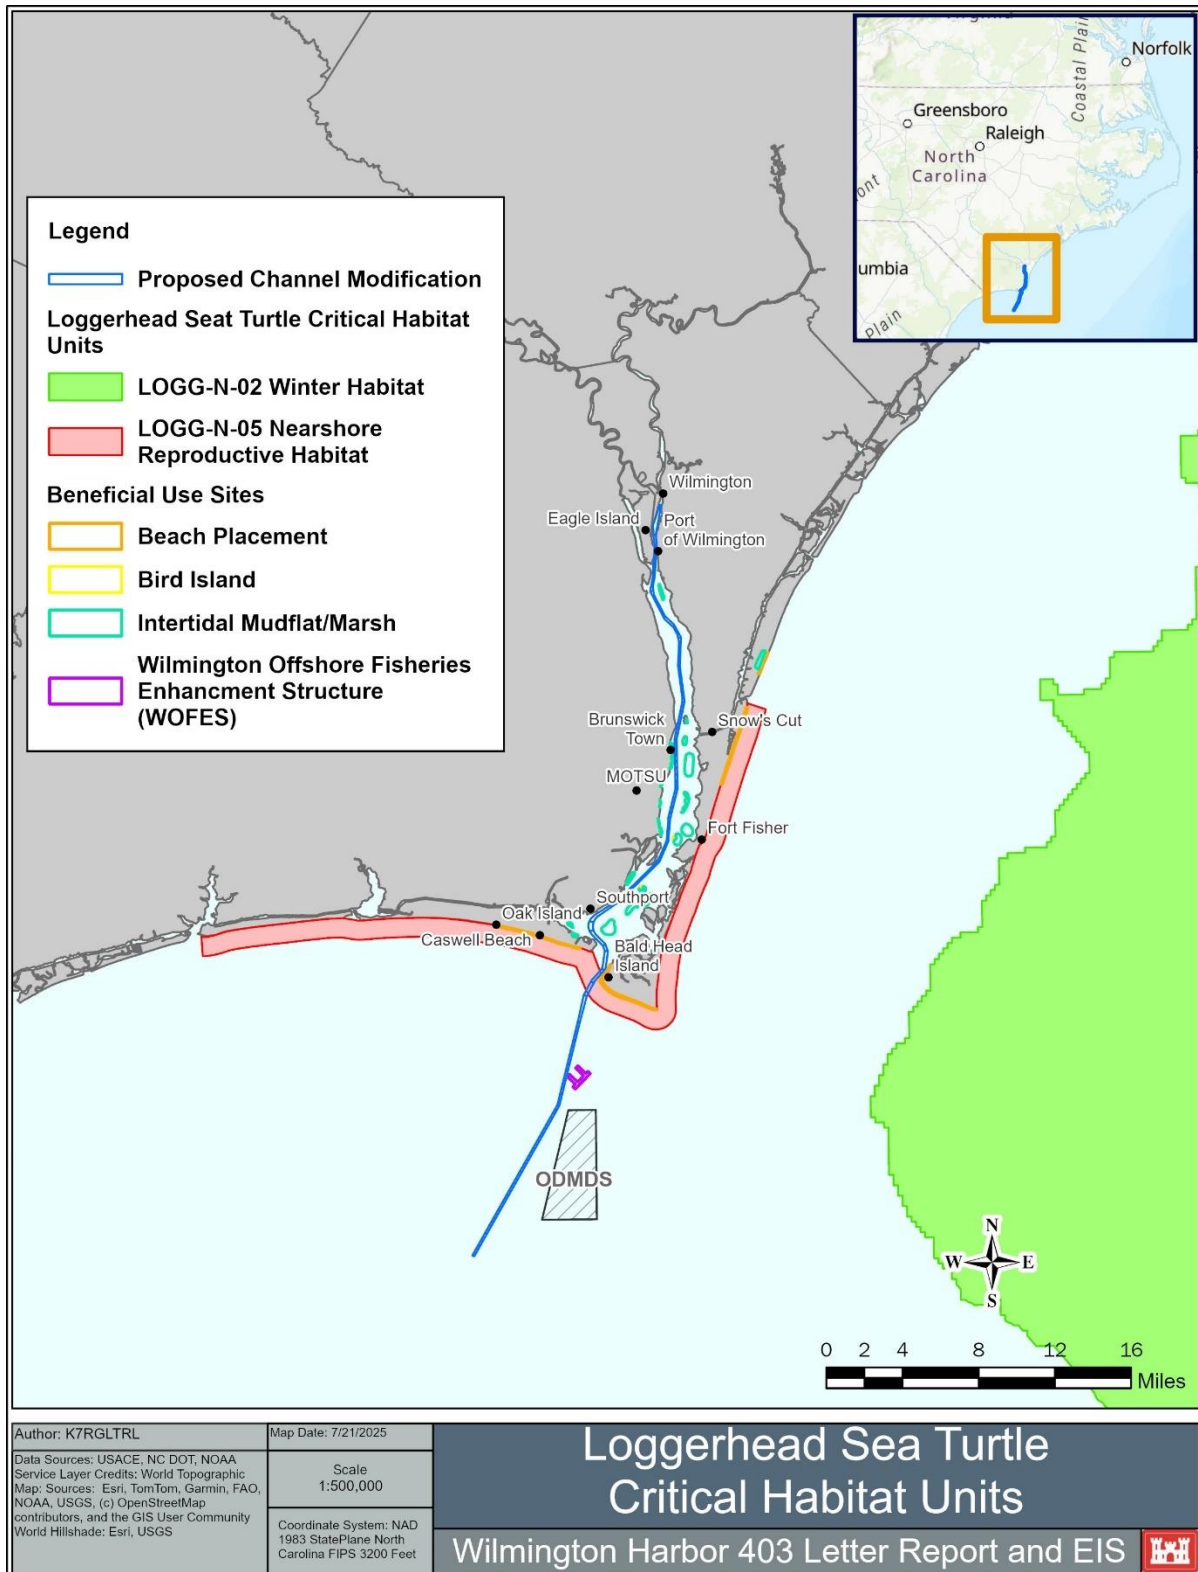 Virginia
Coastal Plain
Norfolk
Greensboro
Raleigh
North
Carolina
ont
umbia
Plain
Legend
Proposed Channel Modification
Loggerhead Seat Turtle Critical Habitat
Units
LOGG-N-02 Winter Habitat
LOGG-N-05 Nearshore
Reproductive Habitat
Beneficial Use Sites
Beach Placement
Bird Island
Intertidal Mudflat/Marsh
Wilmington Offshore Fisheries
Enhancment Structure
(WOFES)
Wilmington
Eagle Island
Port
of Wilmington
Brunswick
Town
Snow's Cut
MOTSU
Fort Fisher
Southport
Oak Island
Caswell Beach
Bald Head
Island
ODMDS
N
W
E
S
0 2 4 8 12 16
Miles
Author: K7RGLTRL
Data Sources: USACE, NC DOT, NOAA
Service Layer Credits: World Topographic
Map: Sources: Esri, TomTom, Garmin, FAO,
NOAA, USGS, (c) OpenStreetMap
contributors, and the GIS User Community
World Hillshade: Esri, USGS
Map Date: 7/21/2025
Scale
1:500,000
Coordinate System: NAD
1983 StatePlane North
Carolina FIPS 3200 Feet
Loggerhead Sea Turtle
Critical Habitat Units
Wilmington Harbor 403 Letter Report and EIS